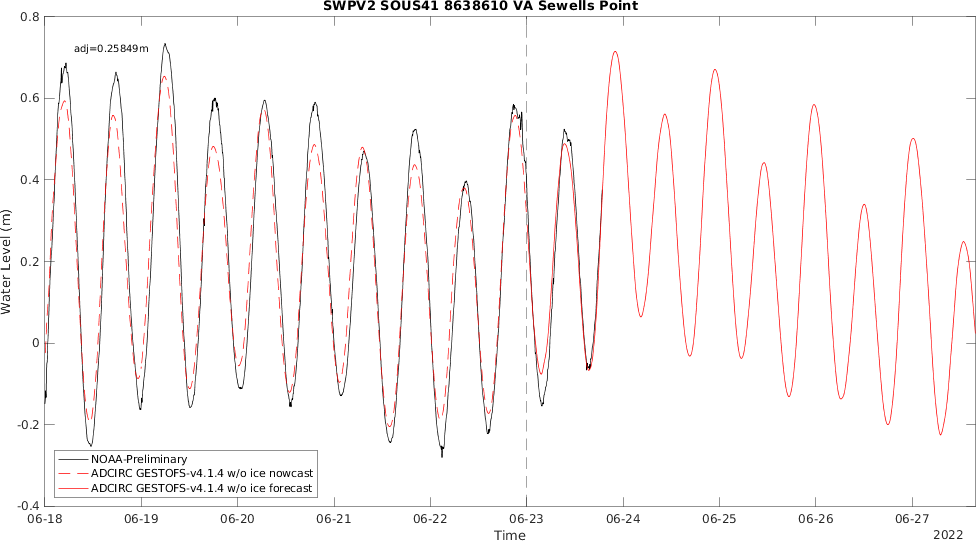 SWPV2 SOUS41 8638610 VA Sewells Point
adj=0.25849m
0.8
0.6
0.4
0.2
0
-0.2
-0.4
Water Level (m)
NOAA-Preliminary
ADCIRC GESTOFS-v4.1.4 w/o ice nowcast
ADCIRC GESTOFS-v4.1.4 w/o ice forecast
06-18 06-19 06-20 06-21 06-22 06-23 06-24 06-25 06-26 06-27
Time
2022